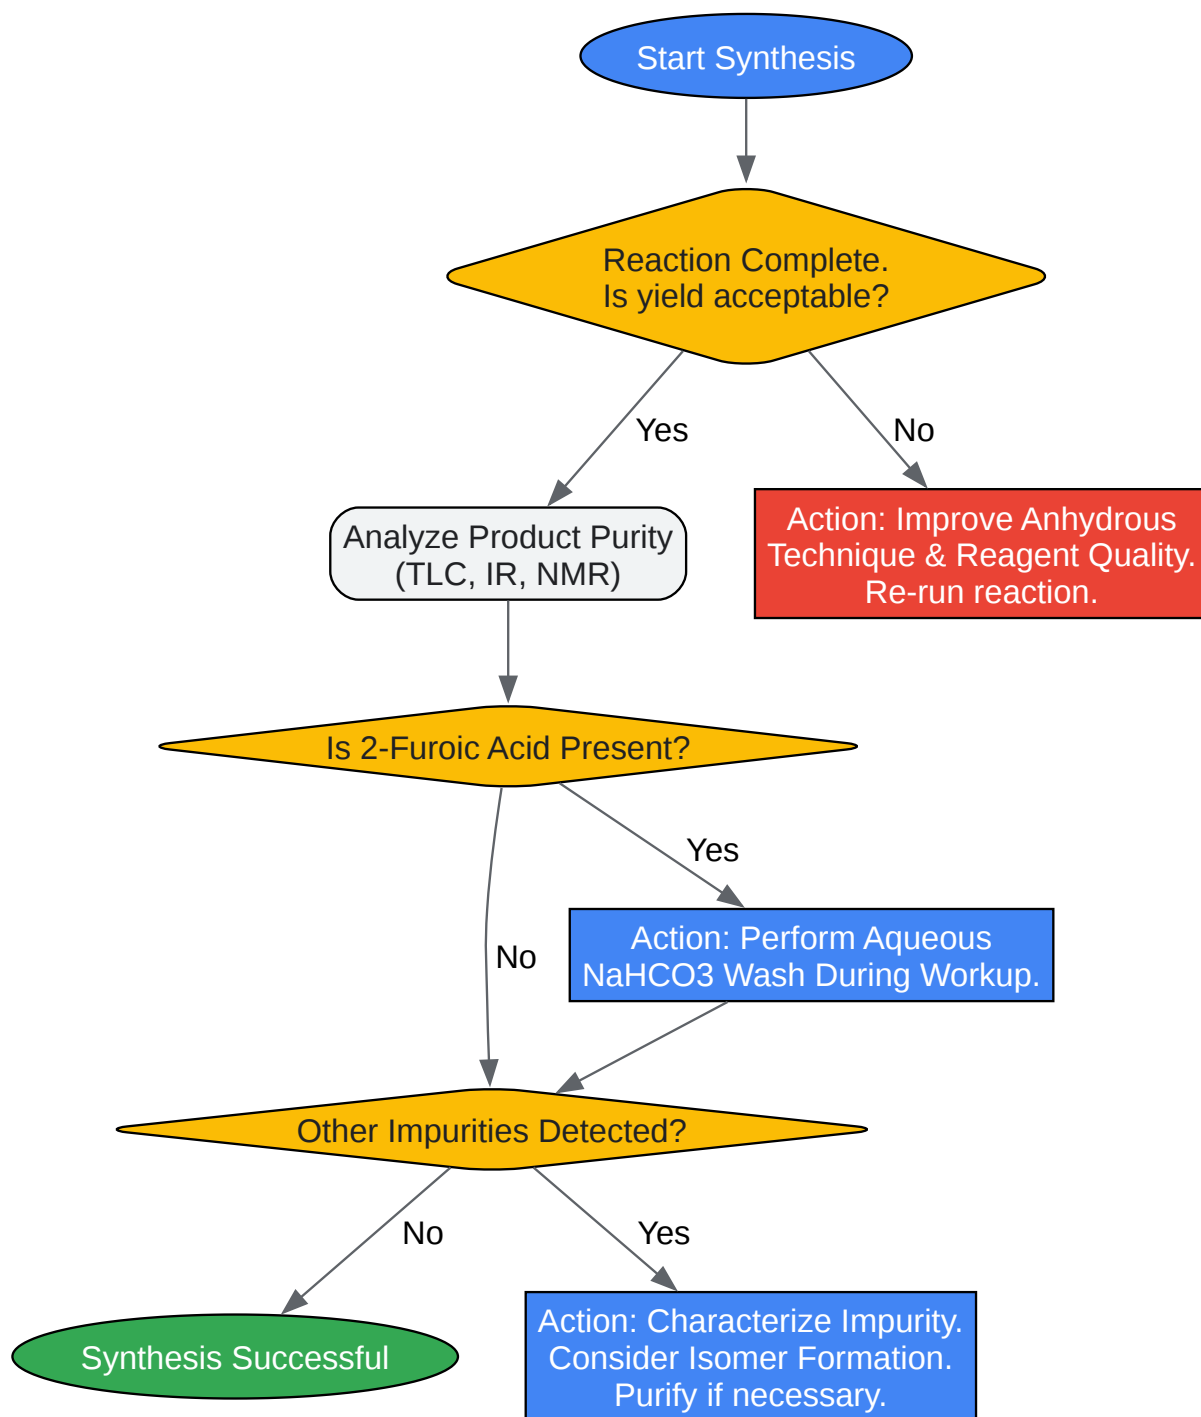 Start Synthesis
Reaction Complete.
Is yield acceptable?
Yes
No
Analyze Product Purity
(TLC, IR, NMR)
Action: Improve Anhydrous
Technique & Reagent Quality.
Re-run reaction.
Is 2-Furoic Acid Present?
Yes
No
Action: Perform Aqueous
NaHCO3 Wash During Workup.
Other Impurities Detected?
No
Yes
Synthesis Successful
Action: Characterize Impurity.
Consider Isomer Formation.
Purify if necessary.